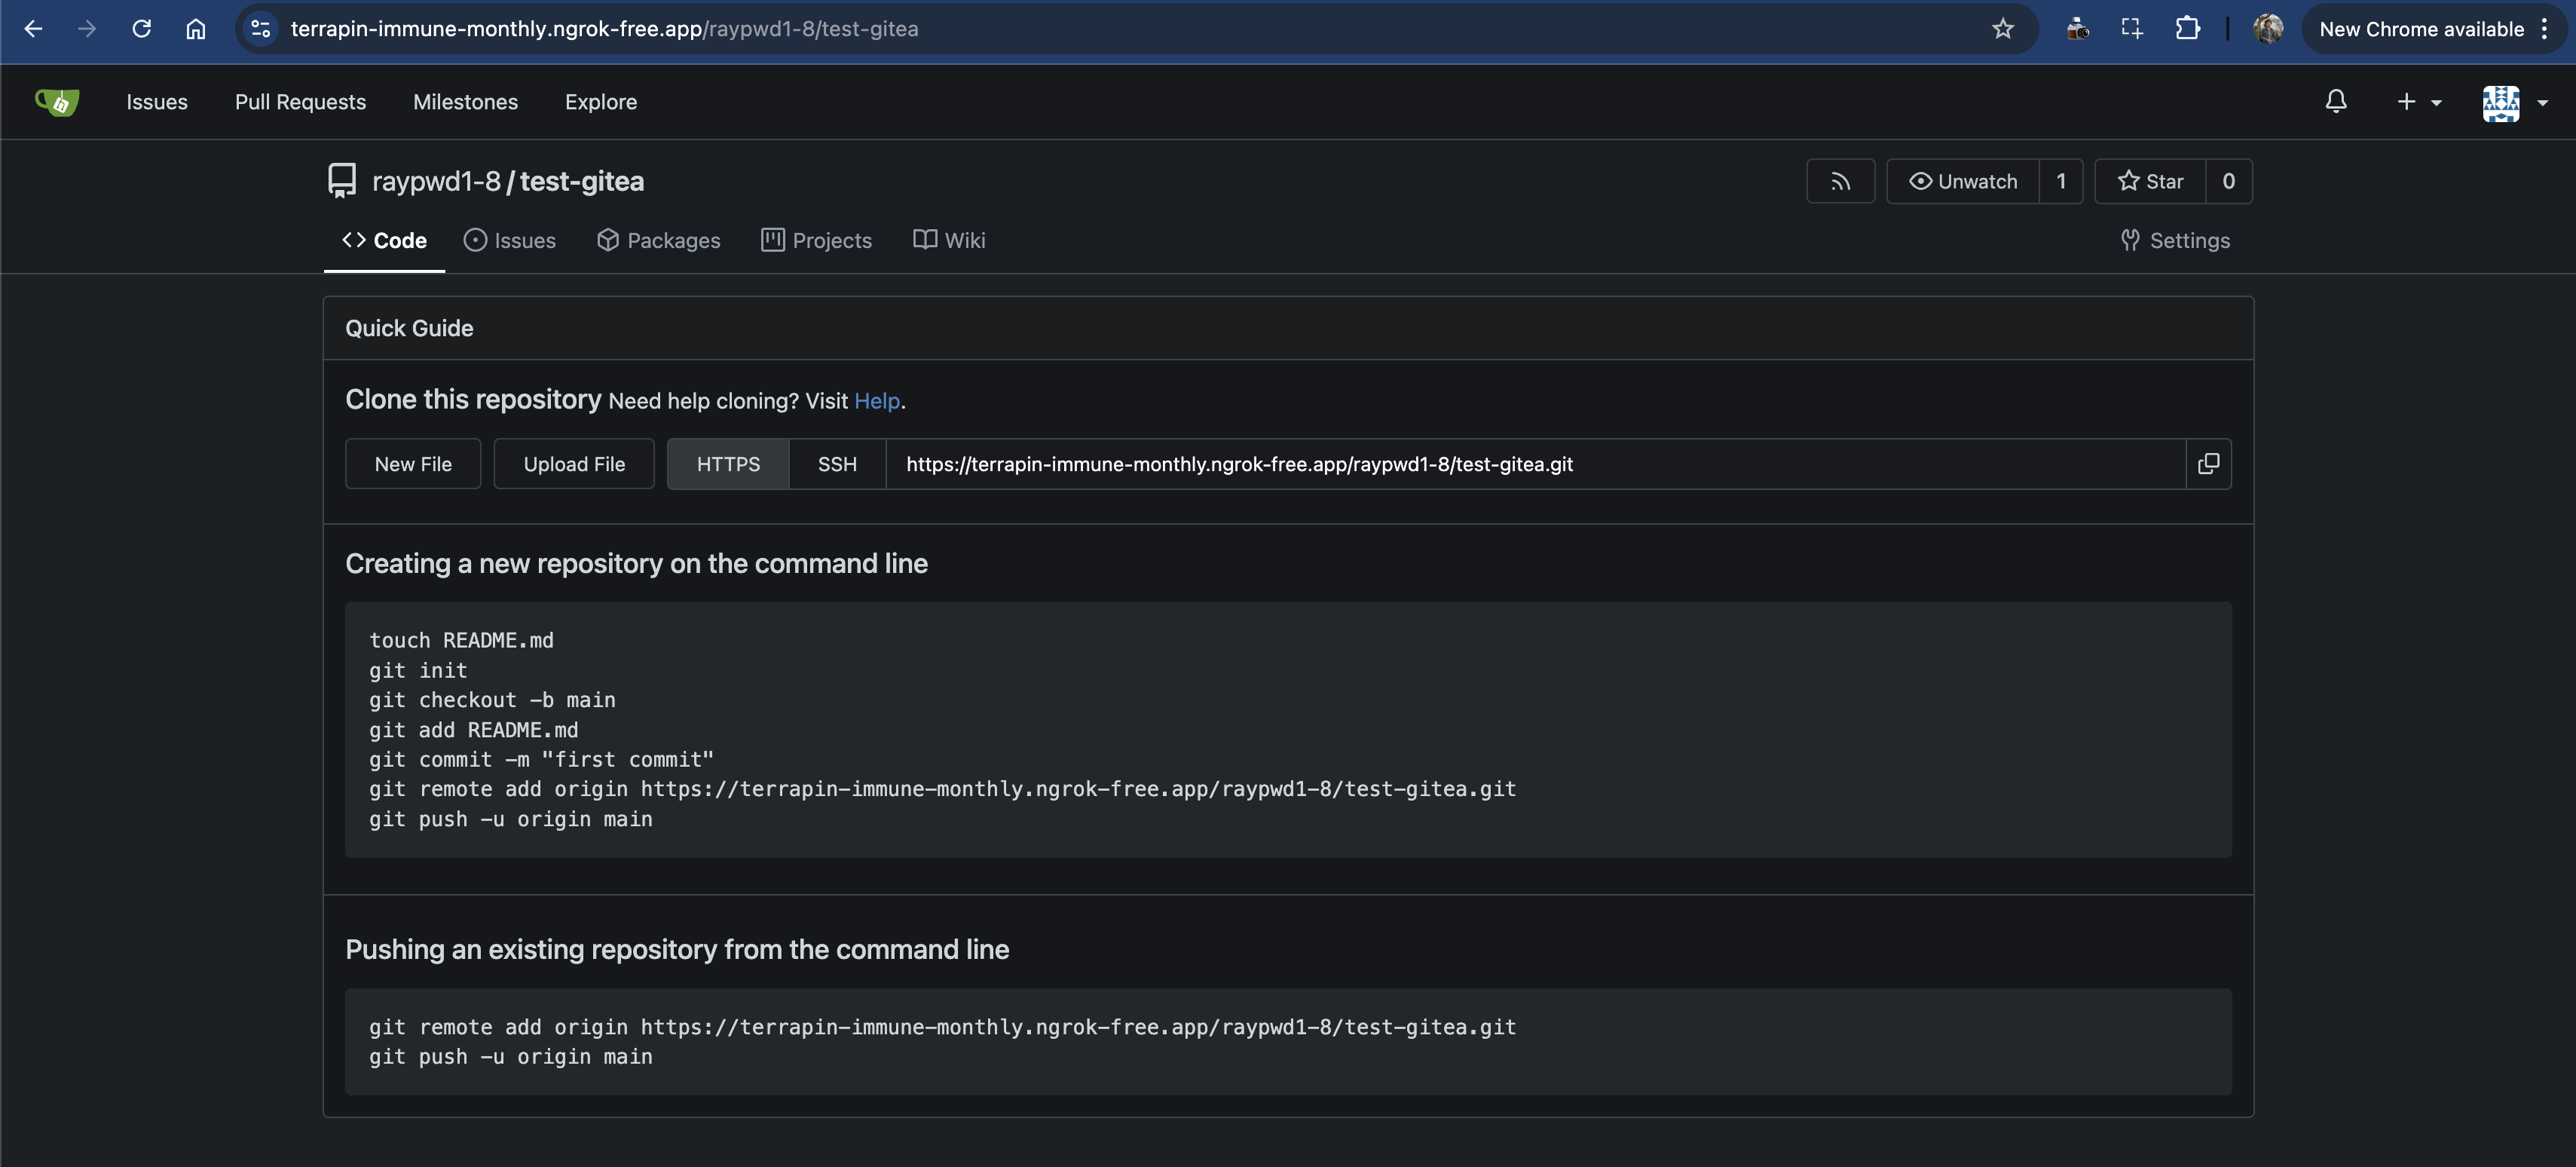 terrapin-immune-monthly.ngrok-free.app/raypwd1-8/test-gitea
New Chrome available
Issues Pull Requests Milestones Explore
raypwd1-8 / test-gitea
Unwatch 1 Star 0
Code Issues Packages Projects Wiki Settings
Quick Guide
Clone this repository Need help cloning? Visit Help.
New File Upload File HTTPS SSH https://terrapin-immune-monthly.ngrok-free.app/raypwd1-8/test-gitea.git
Creating a new repository on the command line
touch README.md
git init
git checkout -b main
git add README.md
git commit -m "first commit"
git remote add origin https://terrapin-immune-monthly.ngrok-free.app/raypwd1-8/test-gitea.git
git push -u origin main
Pushing an existing repository from the command line
git remote add origin https://terrapin-immune-monthly.ngrok-free.app/raypwd1-8/test-gitea.git
git push -u origin main